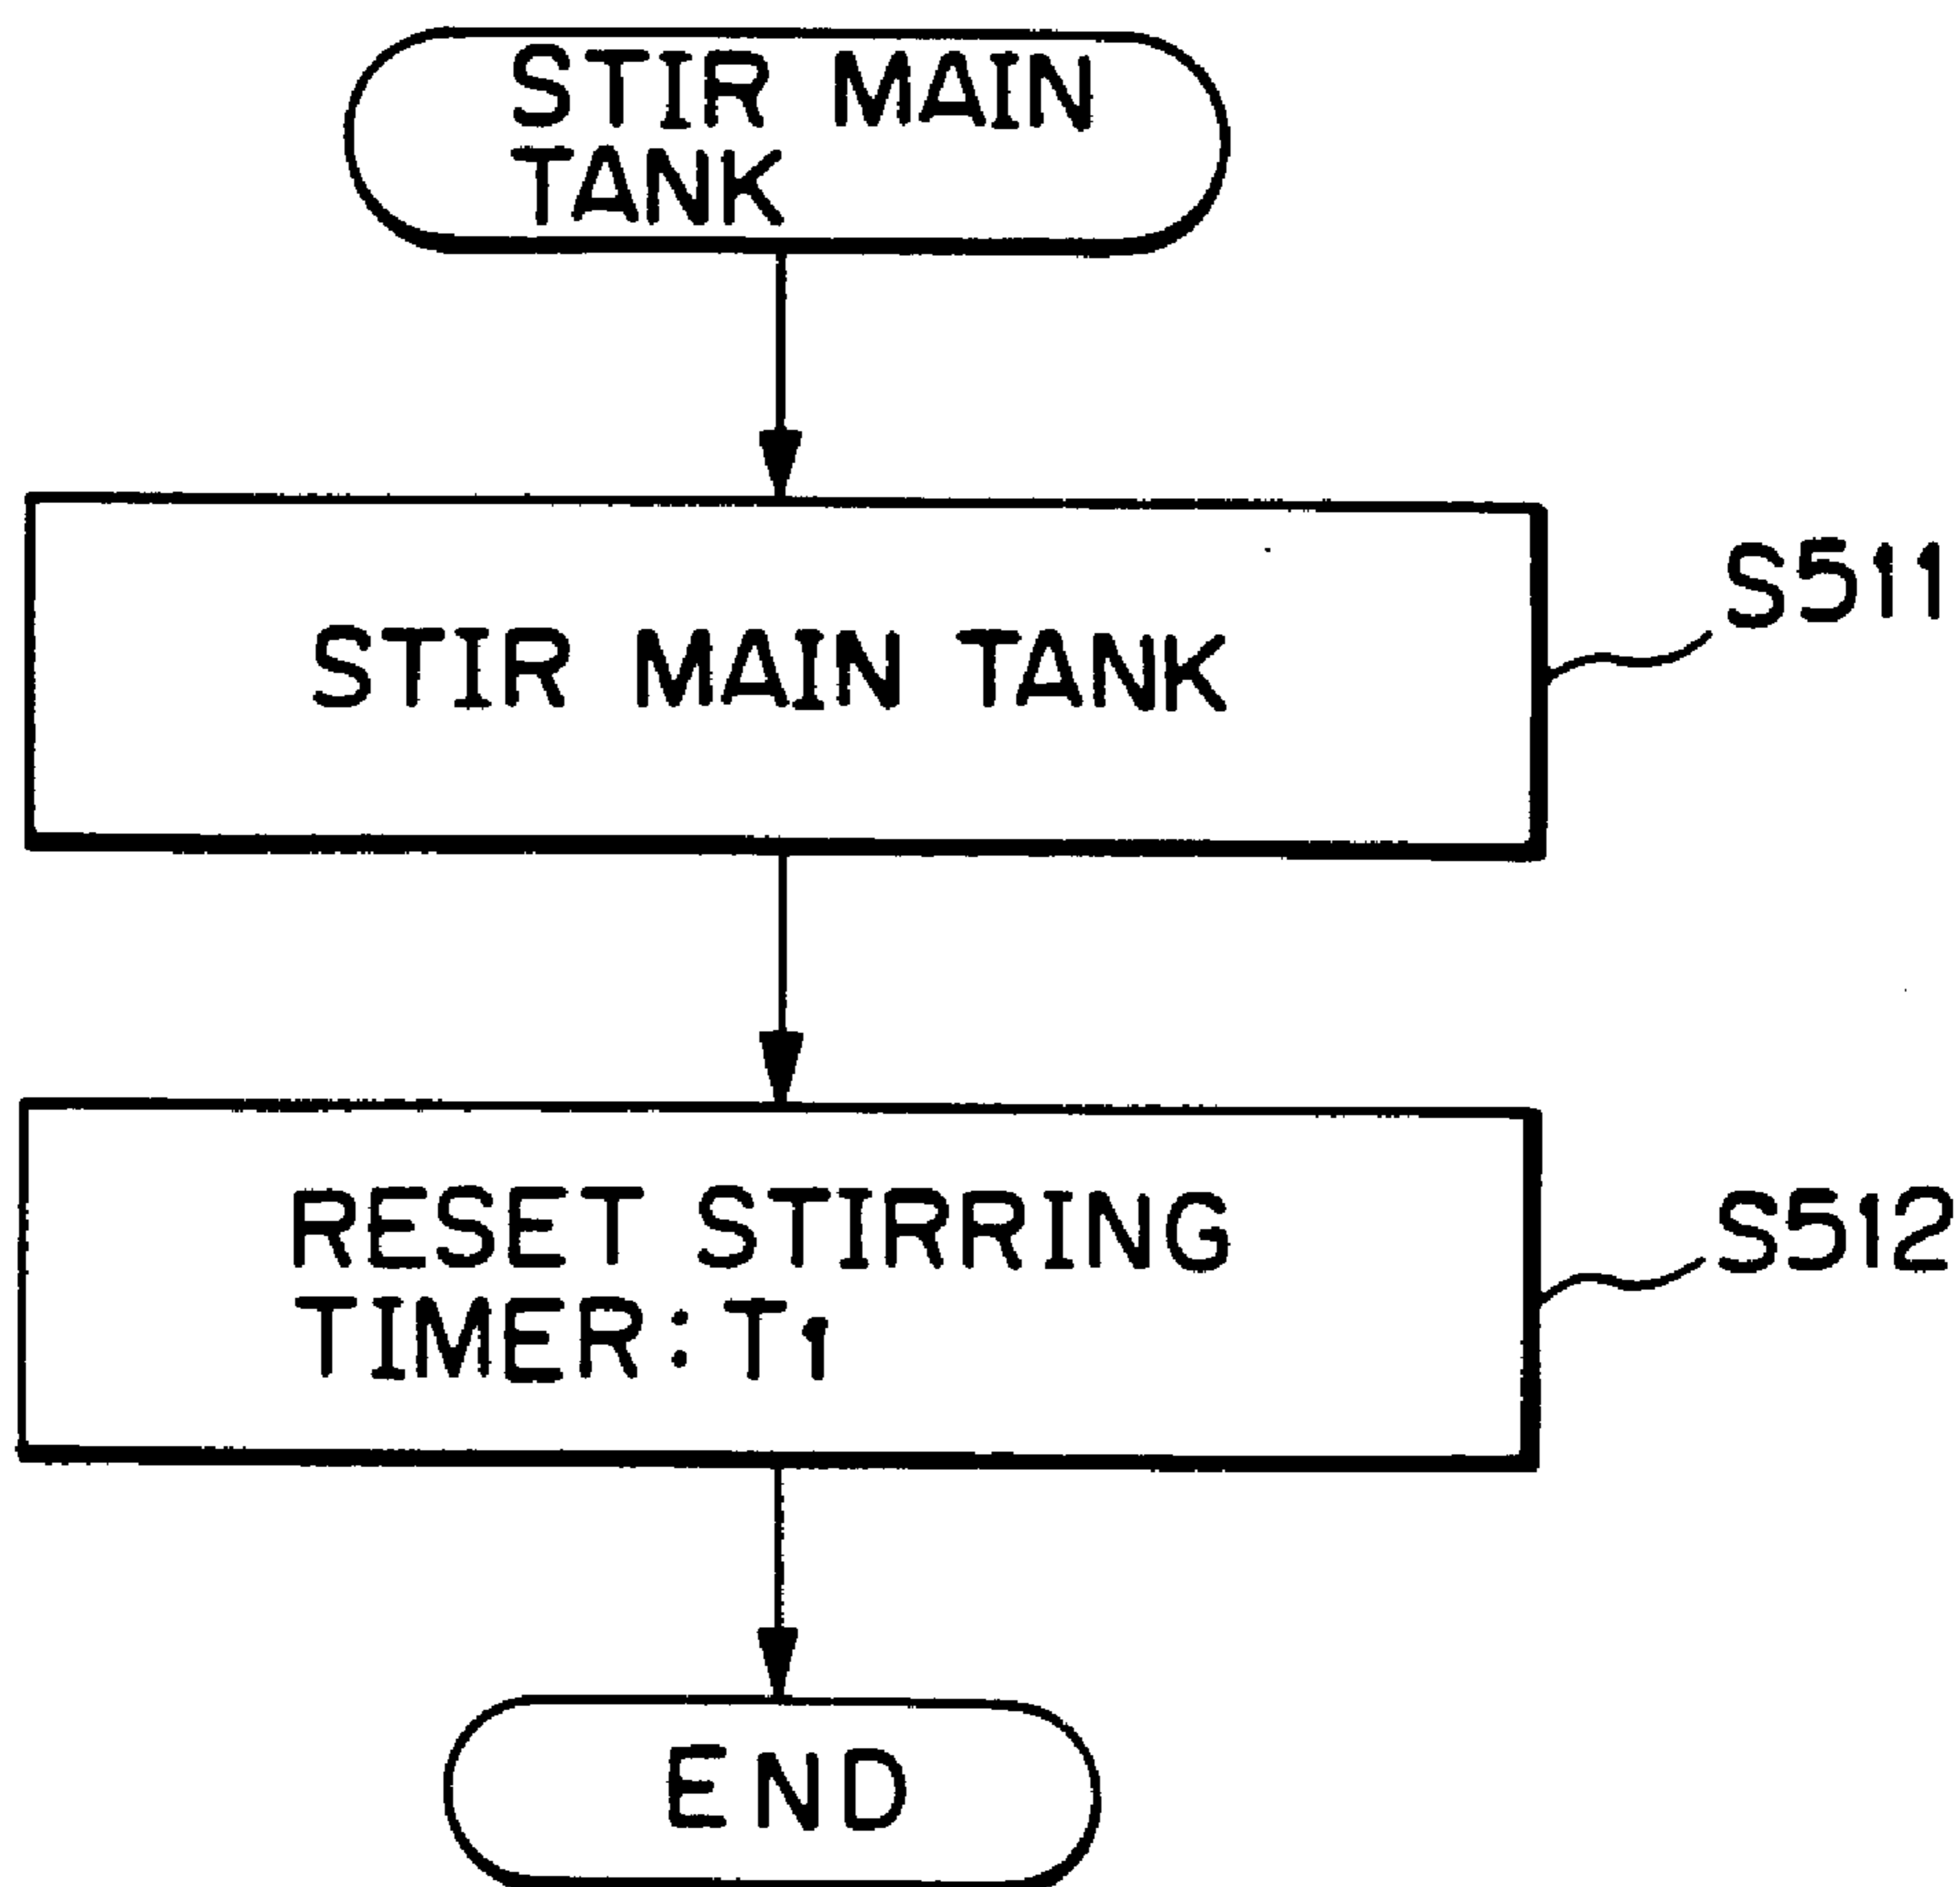 STIR MAIN
TANK
STIR MAIN TANK
S511
RESET STIRRING
TIMER:T1
S512
END